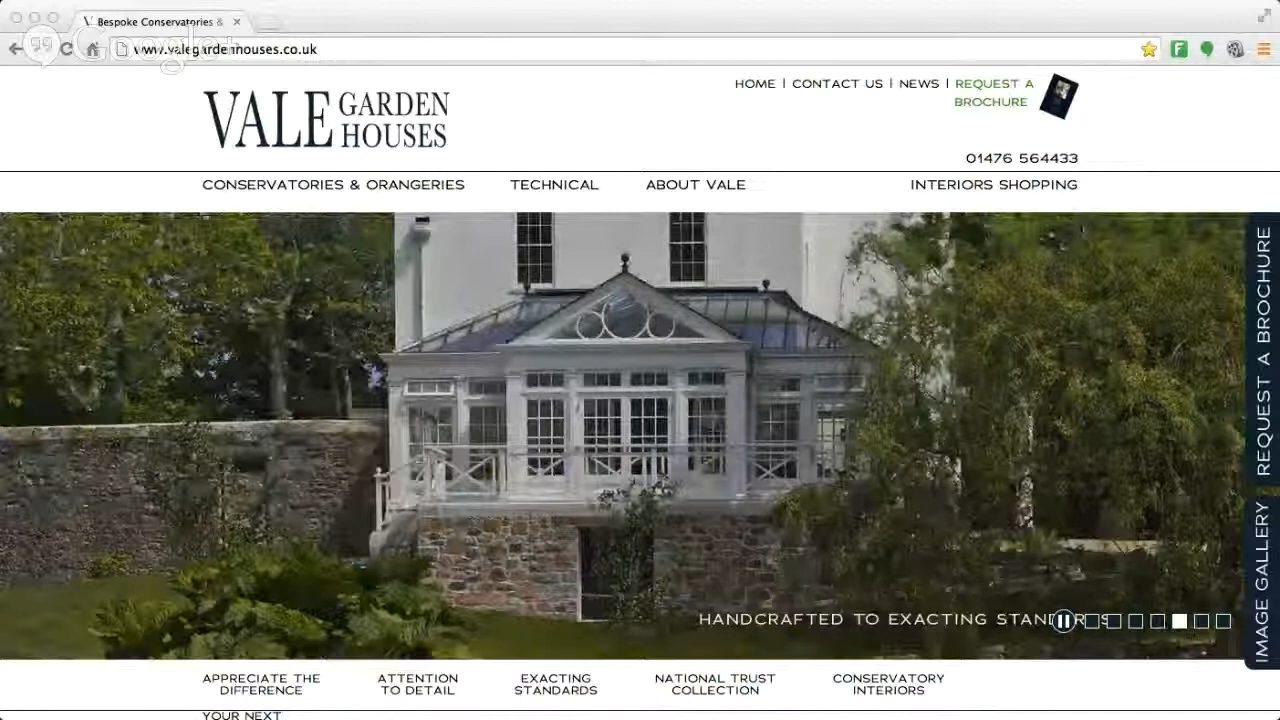 Bespoke Conservatories &
Google+
www.valegardenhouses.co.uk
HOME | CONTACT US | NEWS | REQUEST A
BROCHURE
VALE GARDEN
HOUSES
01476 564433
CONSERVATORIES & ORANGERIES TECHNICAL ABOUT VALE INTERIORS SHOPPING
REQUEST A BROCHURE
IMAGE GALLERY
HANDCRAFTED TO EXACTING STANDARDS
APPRECIATE THE
DIFFERENCE
ATTENTION
TO DETAIL
EXACTING
STANDARDS
NATIONAL TRUST
COLLECTION
CONSERVATORY
INTERIORS
YOUR NEXT